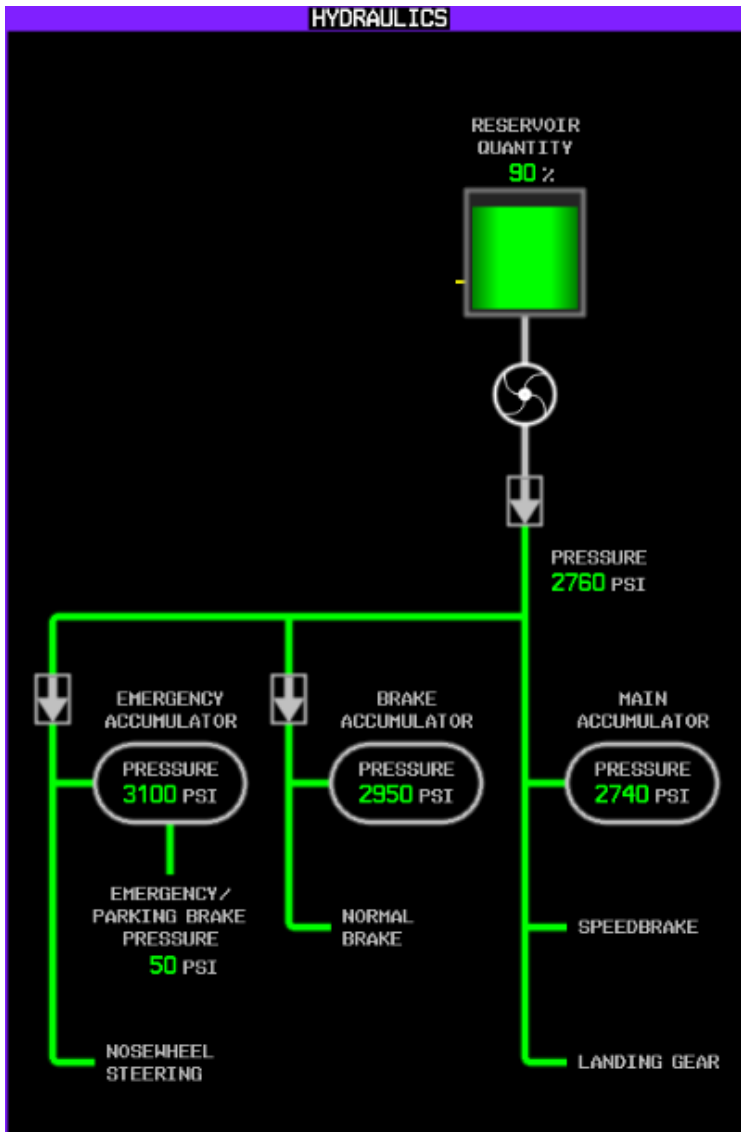 HYDRAULICS
RESERVOIR
QUANTITY
90 %
PRESSURE
2760 PSI
EMERGENCY
ACCUMULATOR
PRESSURE
3100 PSI
BRAKE
ACCUMULATOR
PRESSURE
2950 PSI
MAIN
ACCUMULATOR
PRESSURE
2740 PSI
EMERGENCY/
PARKING BRAKE
PRESSURE
50 PSI
NORMAL
BRAKE
SPEEDBRAKE
NOSEWHEEL
STEERING
LANDING GEAR